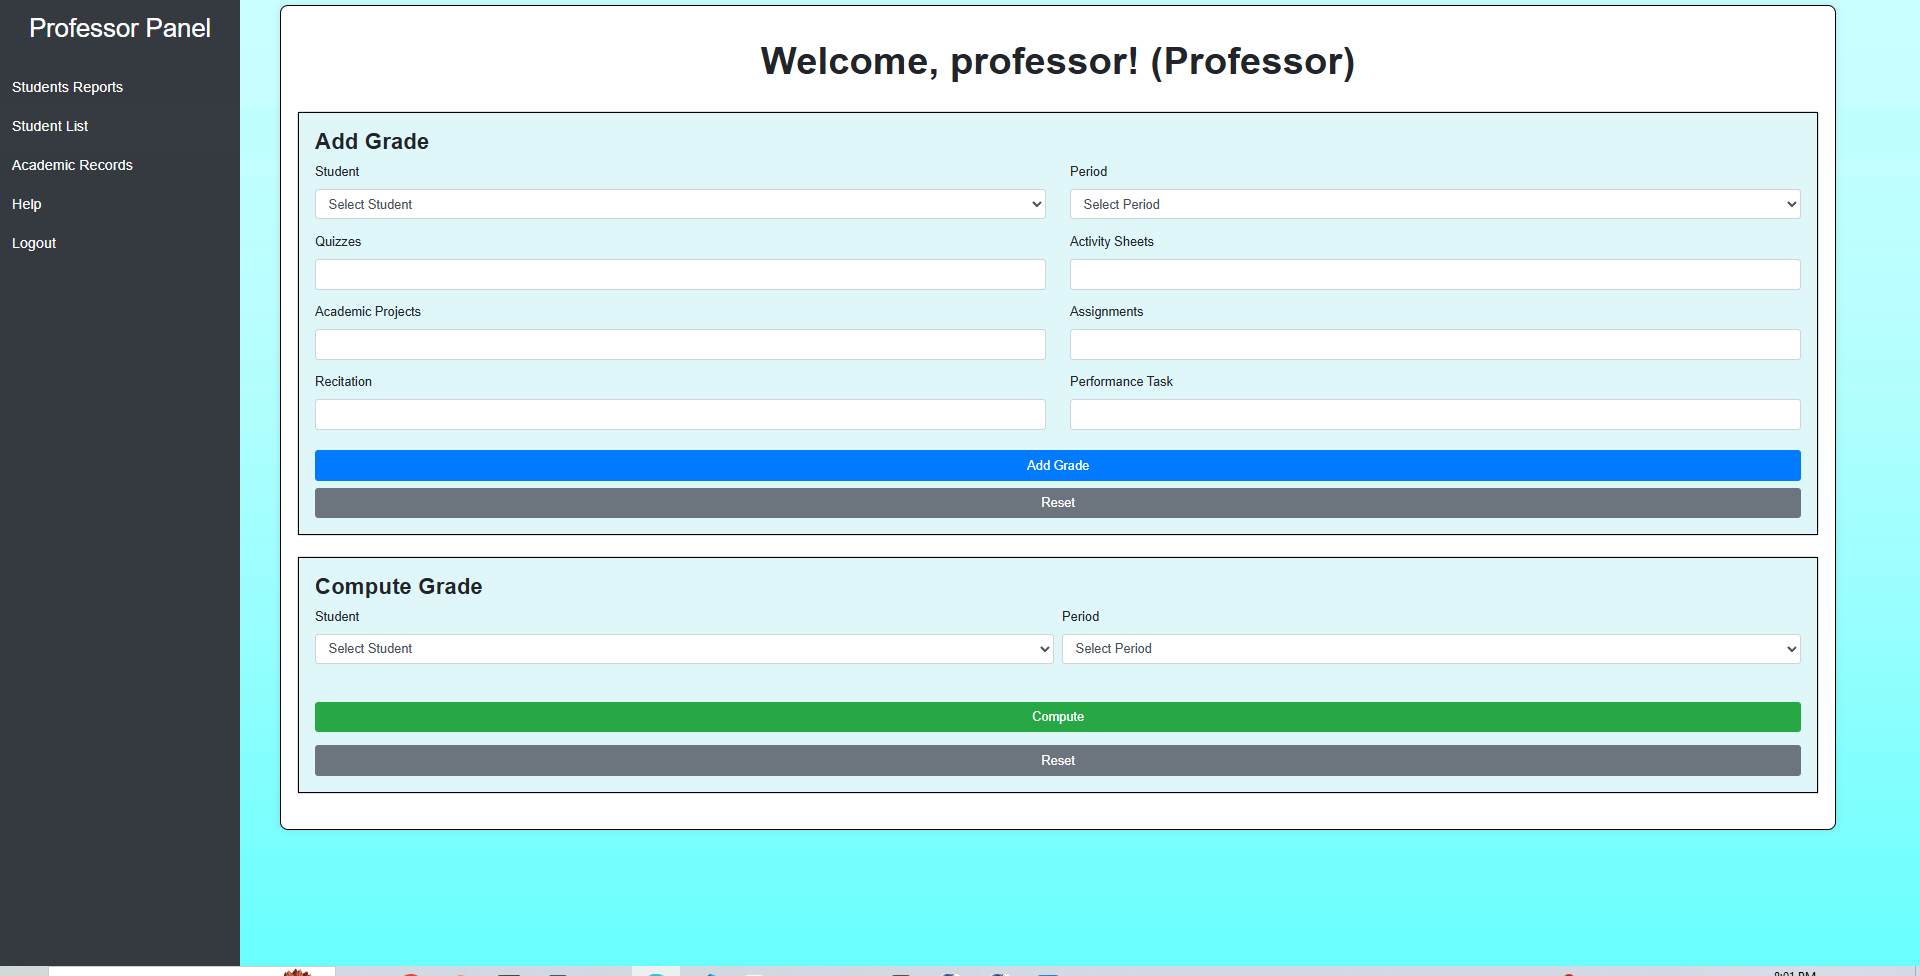 Professor Panel
Students Reports
Student List
Academic Records
Help
Logout
Welcome, professor! (Professor)
Add Grade
Student
Period
Select Student
Select Period
Quizzes
Activity Sheets
Academic Projects
Assignments
Recitation
Performance Task
Add Grade
Reset
Compute Grade
Student
Period
Select Student
Select Period
Compute
Reset